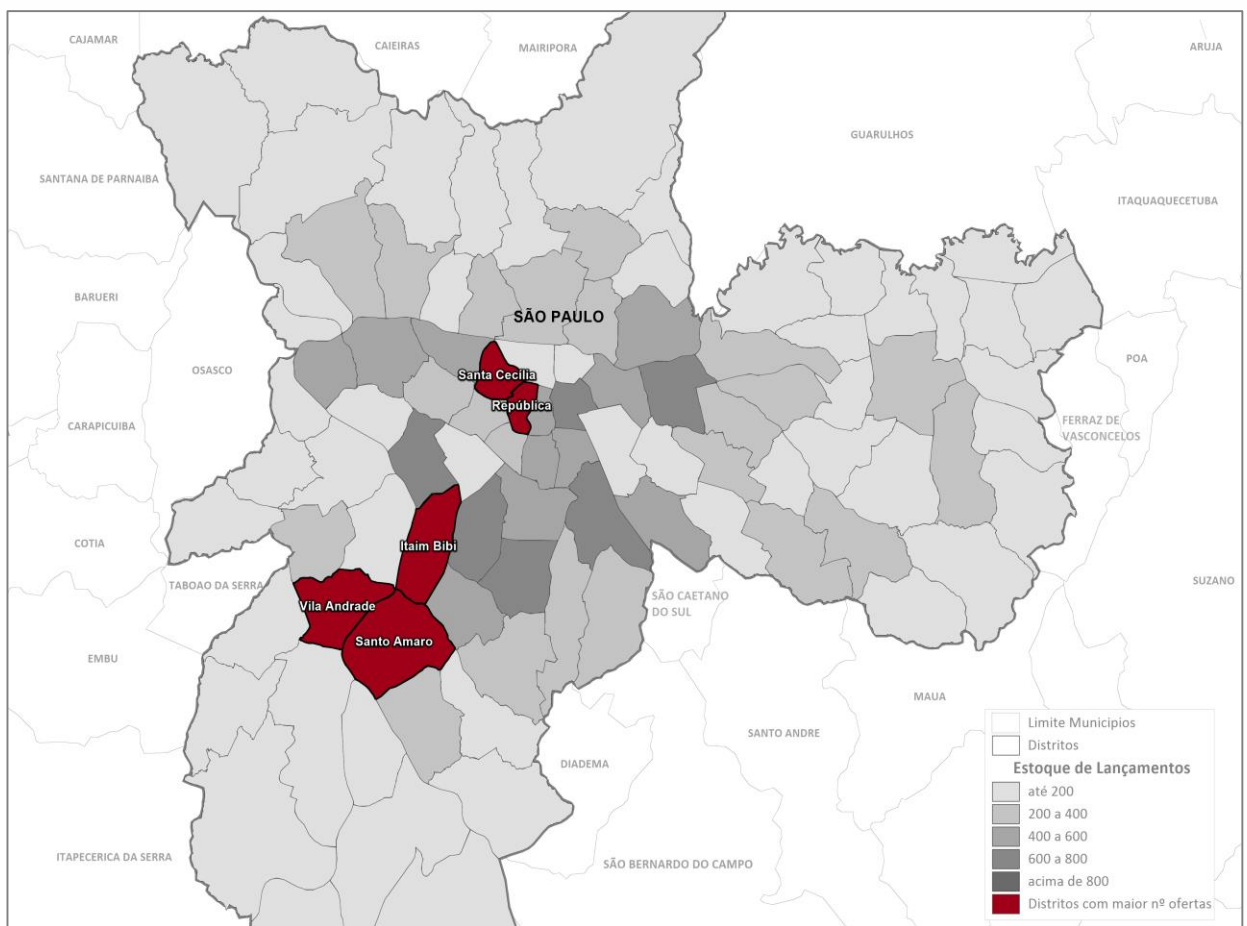 CAJAMAR
CAIEIRAS
MAIRIPORA
ARUJA
GUARULHOS
SANTANA DE PARNAIBA
ITAQUAQUECETUBA
BARUERI
SÃO PAULO
OSASCO
POA
Santa Cecília
República
CARAPICUIBA
FERRAZ DE
VASCONCELOS
COTIA
Itaim Bibi
TABOAO DA SERRA
SUZANO
SÃO CAETANO
DO SUL
Vila Andrade
Santo Amaro
EMBU
MAUA
SANTO ANDRE
DIADEMA
ITAPECERICA DA SERRA
SÃO BERNARDO DO CAMPO
Limite Municipios
Distritos
Estoque de Lançamentos
até 200
200 a 400
400 a 600
600 a 800
acima de 800
Distritos com maior nº ofertas